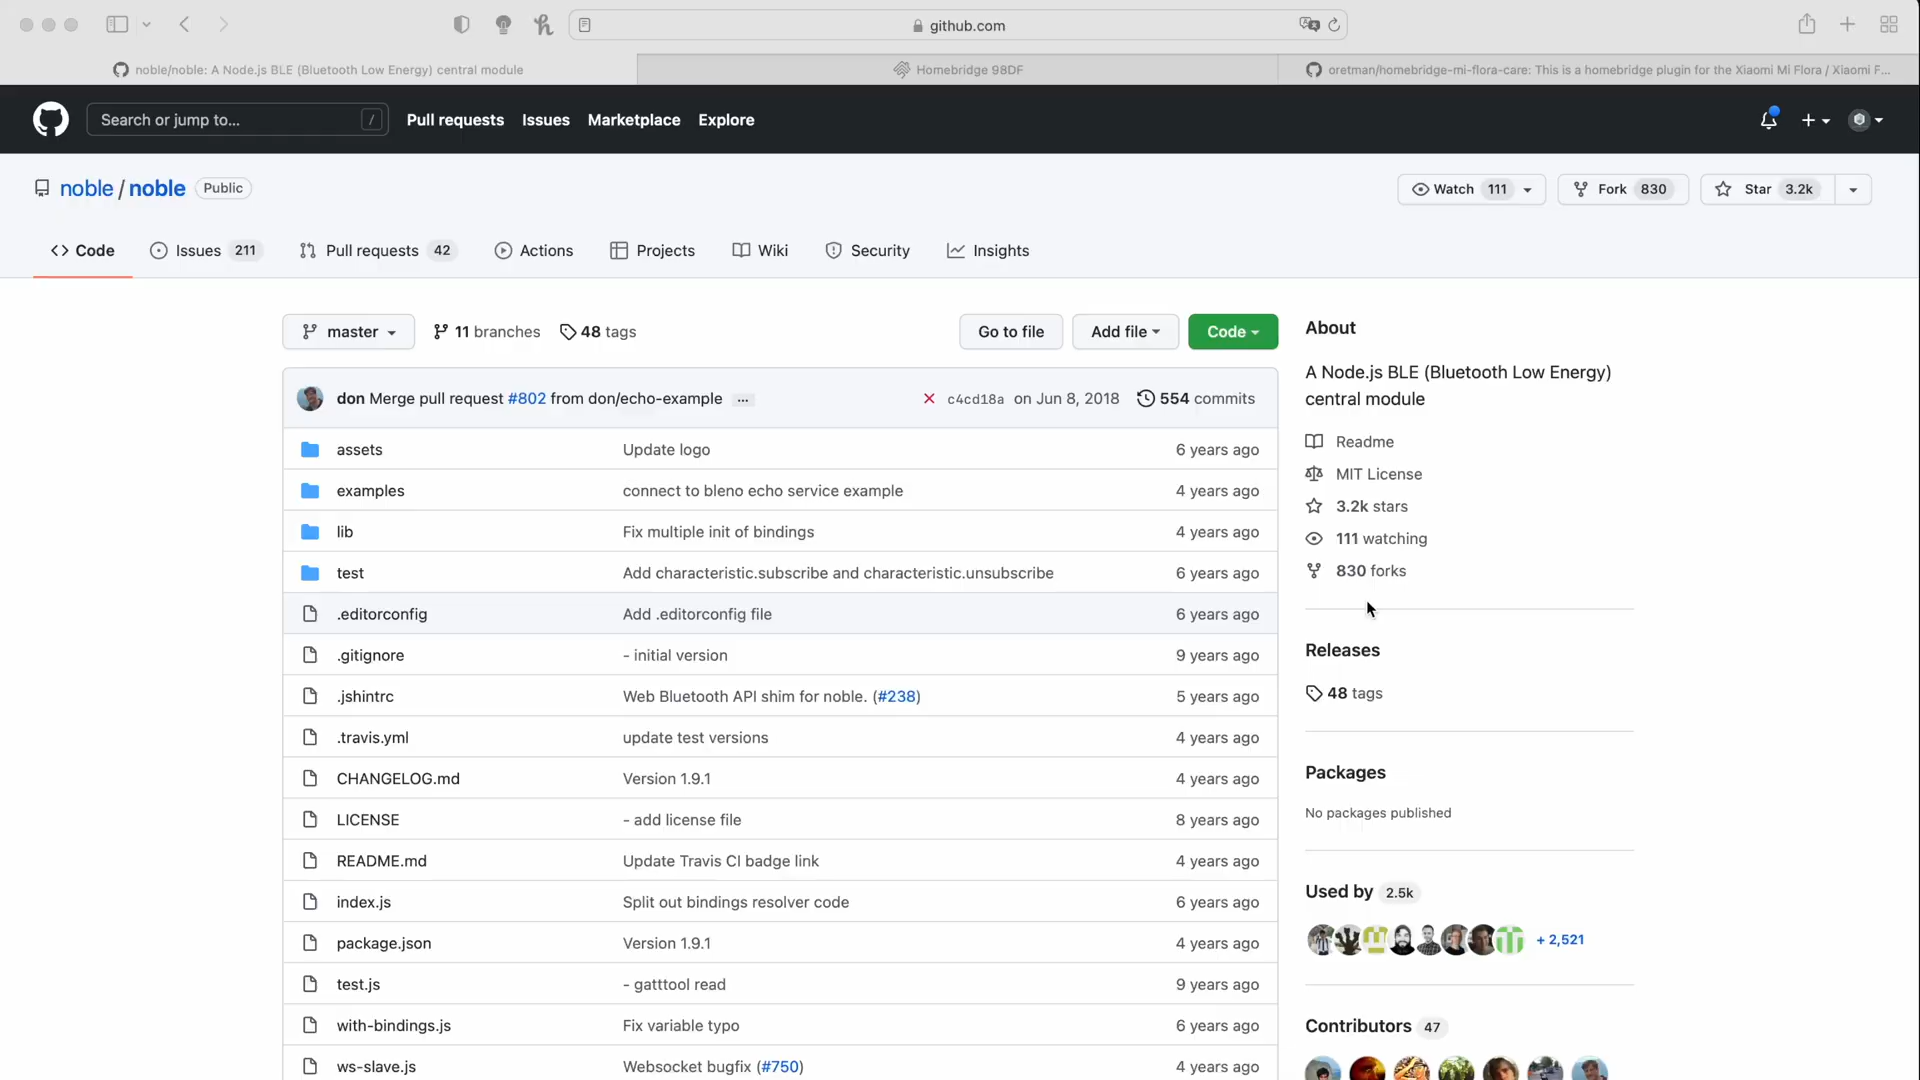 github.com
noble/noble: A Node.js BLE (Bluetooth Low Energy) central module
Homebridge 98DF
oretman/homebridge-mi-flora-care: This is a homebridge plugin for the Xiaomi Mi Flora / Xiaomi F...
Search or jump to... /
Pull requests Issues Marketplace Explore
noble / noble Public
Watch 111
Fork 830
Star 3.2k
Code
Issues 211
Pull requests 42
Actions
Projects
Wiki
Security
Insights
master
11 branches
48 tags
Go to file
Add file
Code
don Merge pull request #802 from don/echo-example ...
c4cd18a on Jun 8, 2018
554 commits
assets Update logo 6 years ago
examples connect to bleno echo service example 4 years ago
lib Fix multiple init of bindings 4 years ago
test Add characteristic.subscribe and characteristic.unsubscribe 6 years ago
.editorconfig Add .editorconfig file 6 years ago
.gitignore - initial version 9 years ago
.jshintrc Web Bluetooth API shim for noble. (#238) 5 years ago
.travis.yml update test versions 4 years ago
CHANGELOG.md Version 1.9.1 4 years ago
LICENSE - add license file 8 years ago
README.md Update Travis CI badge link 4 years ago
index.js Split out bindings resolver code 6 years ago
package.json Version 1.9.1 4 years ago
test.js - gatttool read 9 years ago
with-bindings.js Fix variable typo 6 years ago
ws-slave.js Websocket bugfix (#750) 4 years ago
About
A Node.js BLE (Bluetooth Low Energy)
central module
Readme
MIT License
3.2k stars
111 watching
830 forks
Releases
48 tags
Packages
No packages published
Used by 2.5k
+ 2,521
Contributors 47